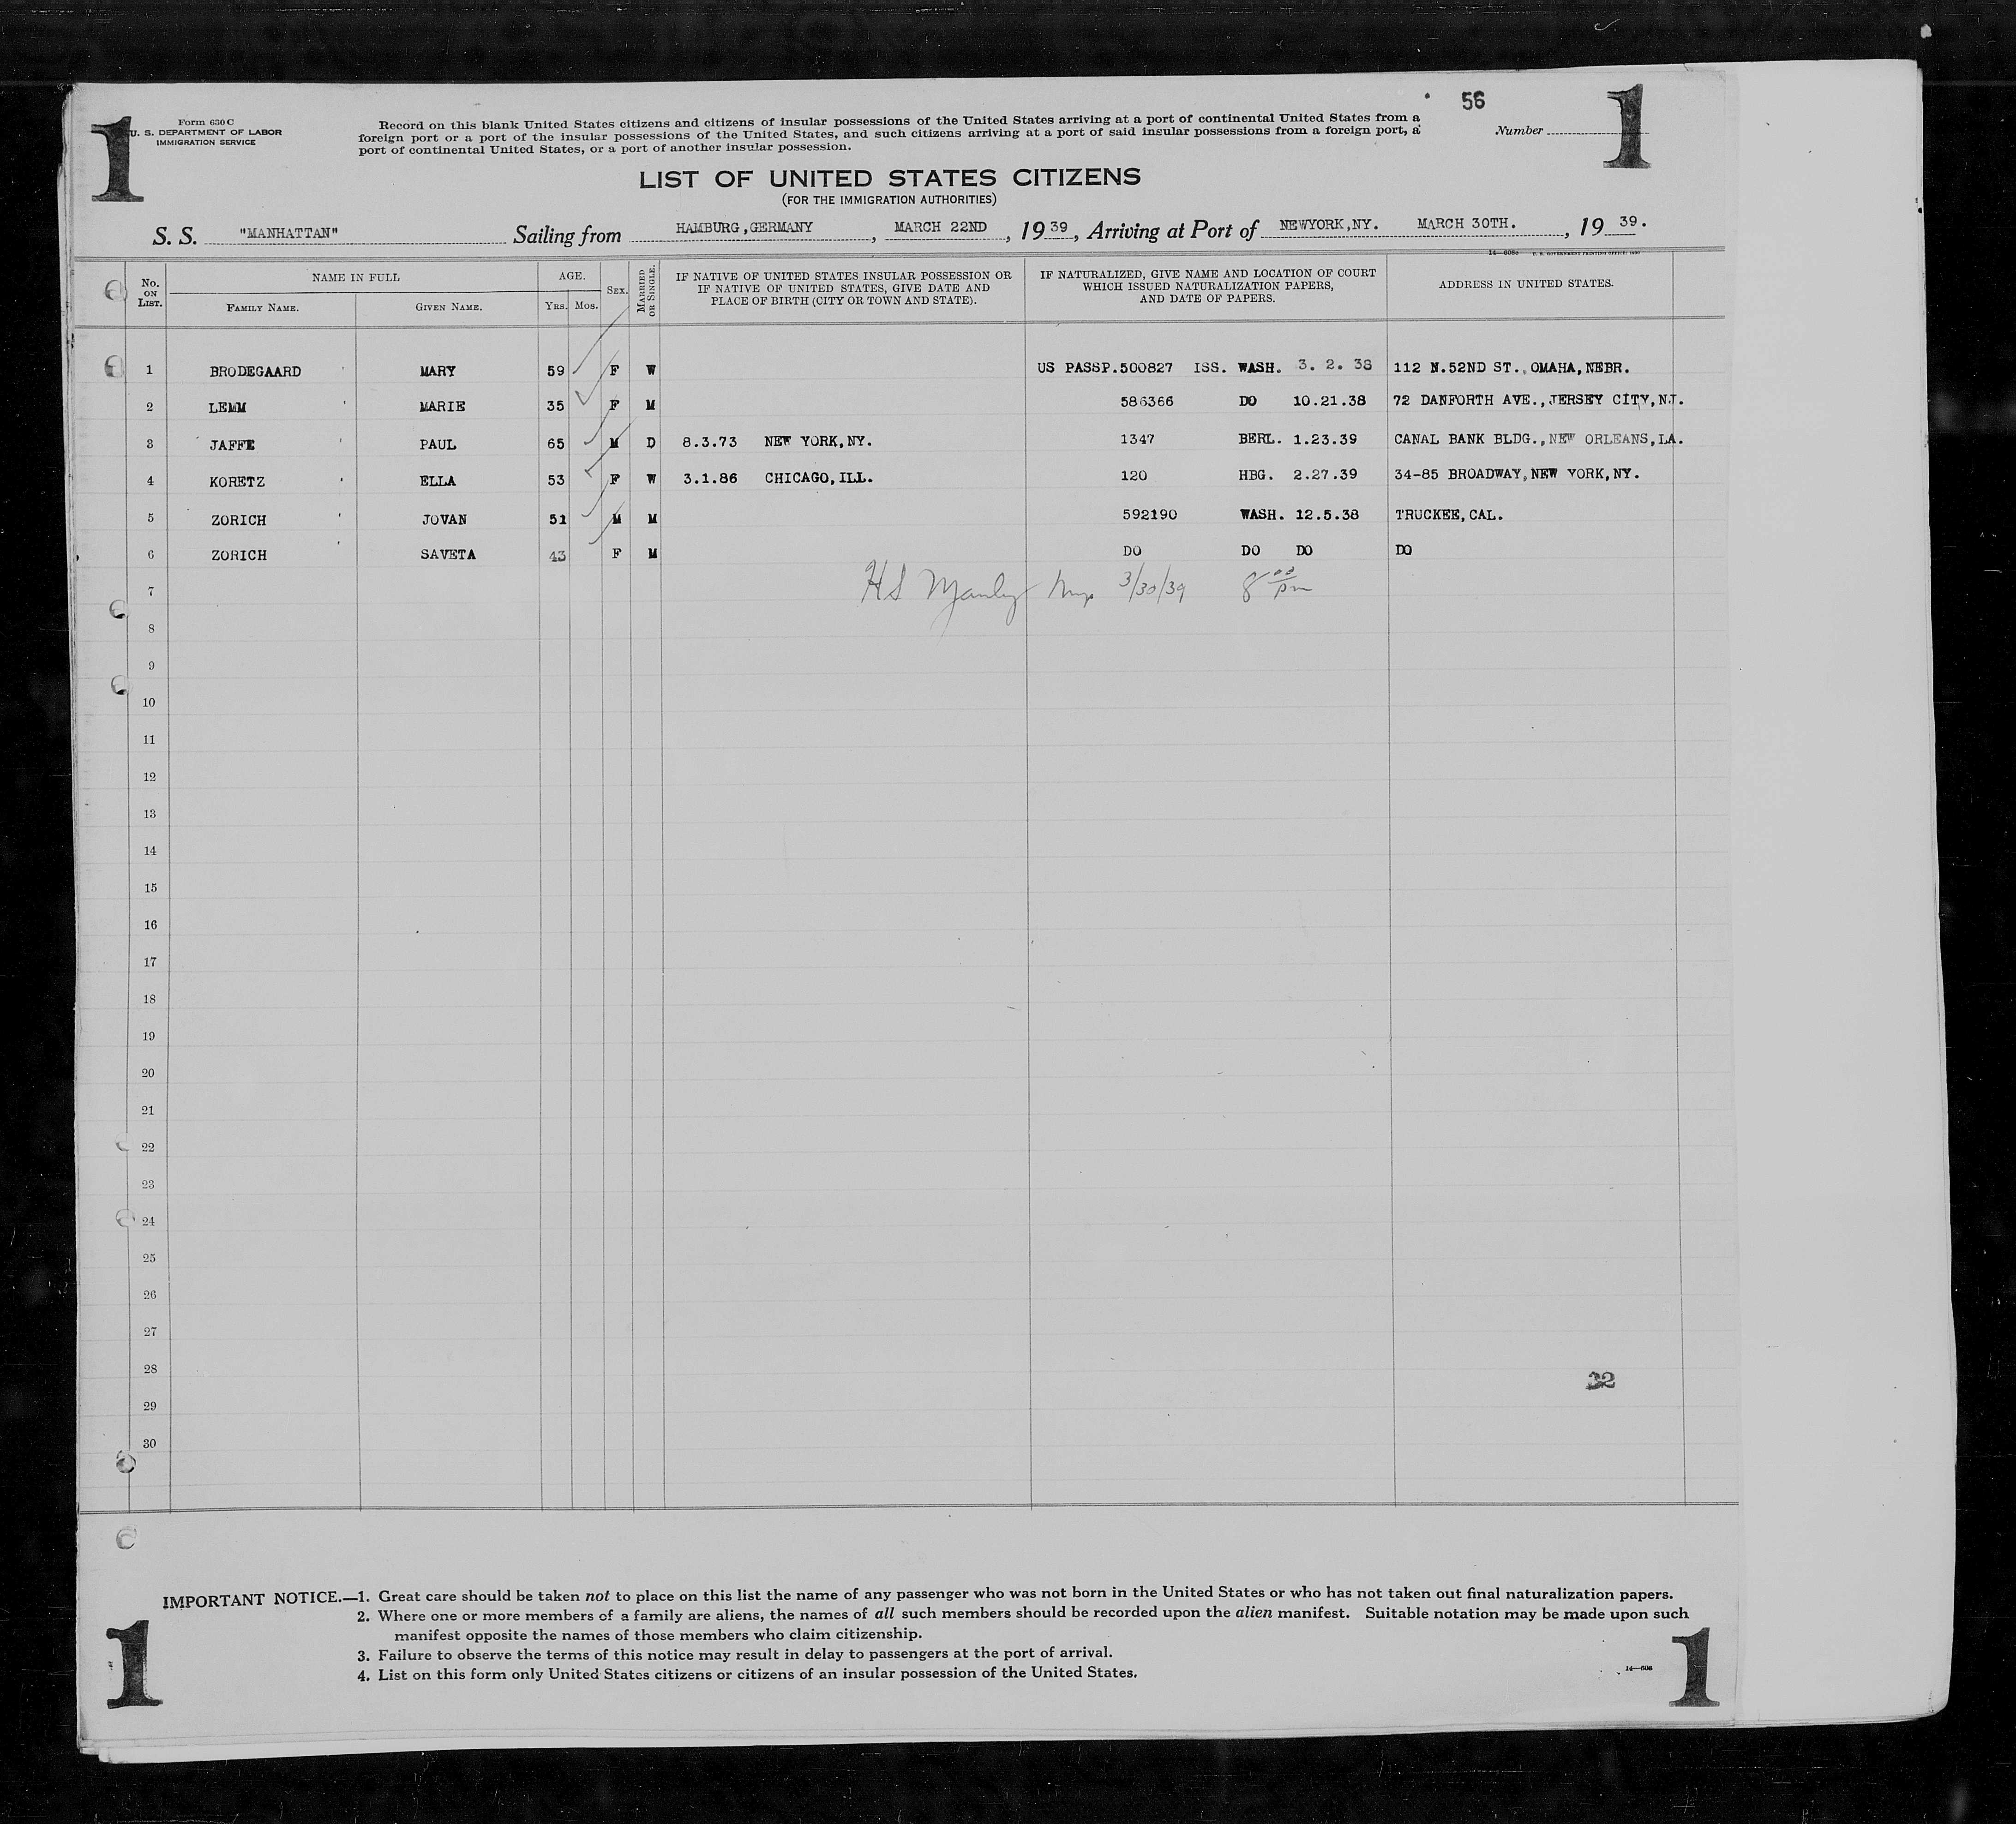 56
1
1
Form 630 C
U. S. DEPARTMENT OF LABOR
IMMIGRATION SERVICE
Record on this blank United States citizens and citizens of insular possessions of the United States arriving at a port of continental United States from a
foreign port or a port of the insular possessions of the United States, and such citizens arriving at a port of said insular possessions from a foreign port, a
port of continental United States, or a port of another insular possession.
Number
LIST OF UNITED STATES CITIZENS
(FOR THE IMMIGRATION AUTHORITIES)
S. S. "MANHATTAN" Sailing from HAMBURG,GERMANY, MARCH 22ND, 1939, Arriving at Port of NEWYORK,NY. MARCH 30TH., 19 39.
No. ON LIST. NAME IN FULL AGE. SEX. MARRIED OR SINGLE. IF NATIVE OF UNITED STATES INSULAR POSSESSION OR IF NATIVE OF UNITED STATES, GIVE DATE AND PLACE OF BIRTH (CITY OR TOWN AND STATE). IF NATURALIZED, GIVE NAME AND LOCATION OF COURT WHICH ISSUED NATURALIZATION PAPERS, AND DATE OF PAPERS. ADDRESS IN UNITED STATES.
FAMILY NAME. GIVEN NAME. YRS. MOS.
1 BRODEGAARD MARY 59 F W US PASSP.500827 ISS. WASH. 3. 2. 38 112 N.52ND ST., OMAHA,NEBR.
2 LEMM MARIE 35 F M 586366 DO 10.21.38 72 DANFORTH AVE.,JERSEY CITY,NJ.
3 JAFFE PAUL 65 M D 8.3.73 NEW YORK,NY. 1347 BERL. 1.23.39 CANAL BANK BLDG.,NEW ORLEANS,LA.
4 KORETZ ELLA 53 F W 3.1.86 CHICAGO,ILL. 120 HBG. 2.27.39 34-85 BROADWAY,NEW YORK,NY.
5 ZORICH JOVAN 51 M M 592190 WASH. 12.5.38 TRUCKEE,CAL.
6 ZORICH SAVETA 43 F M DO DO DO DO
7 HS Manley 3/30/39 8 00 pm
8
9
10
11
12
13
14
15
16
17
18
19
20
21
22
23
24
25
26
27
28 32
29
30
IMPORTANT NOTICE.—1. Great care should be taken not to place on this list the name of any passenger who was not born in the United States or who has not taken out final naturalization papers.
2. Where one or more members of a family are aliens, the names of all such members should be recorded upon the alien manifest. Suitable notation may be made upon such
manifest opposite the names of those members who claim citizenship.
3. Failure to observe the terms of this notice may result in delay to passengers at the port of arrival.
4. List on this form only United States citizens or citizens of an insular possession of the United States.
14—608
1
1